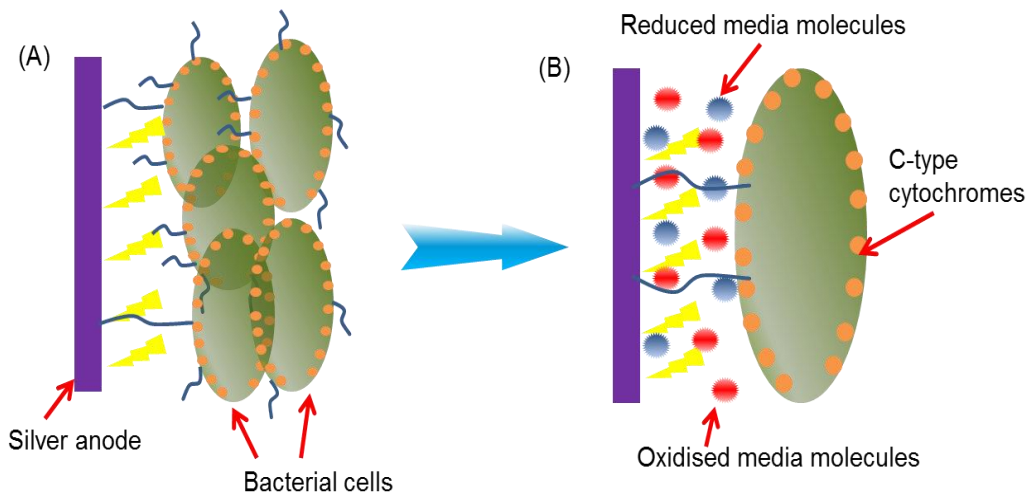 (A)
Silver anode
Bacterial cells
Reduced media molecules
(B)
C-type
cytochromes
Oxidised media molecules